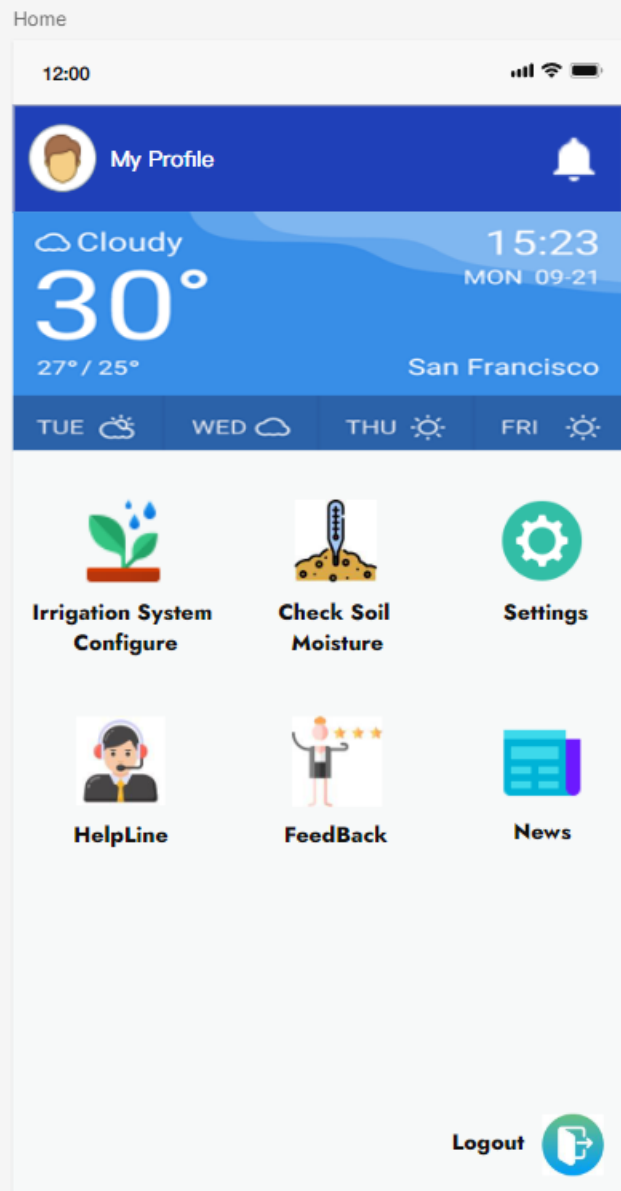 Home
12:00
My Profile
Cloudy
15:23
30°
MON 09-21
27°/ 25°
San Francisco
TUE WED THU FRI
Irrigation System
Configure
Check Soil
Moisture
Settings
HelpLine
FeedBack
News
Logout